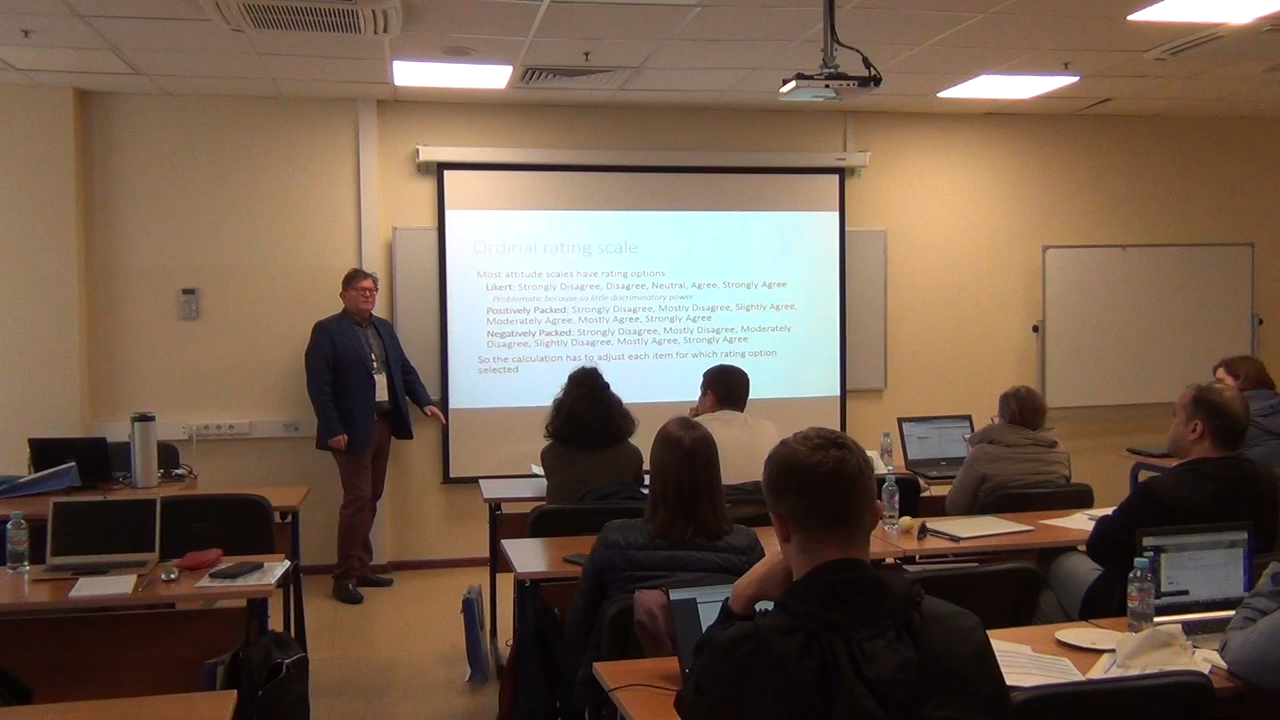 Ordinal rating scale
Most attitude scales have rating options
Likert: Strongly Disagree, Disagree, Neutral, Agree, Strongly Agree
Problematic because so little discriminatory power
Positively Packed: Strongly Disagree, Mostly Disagree, Slightly Agree,
Moderately Agree, Mostly Agree, Strongly Agree
Negatively Packed: Strongly Disagree, Mostly Disagree, Moderately
Disagree, Slightly Disagree, Mostly Agree, Strongly Agree
So the calculation has to adjust each item for which rating option
selected